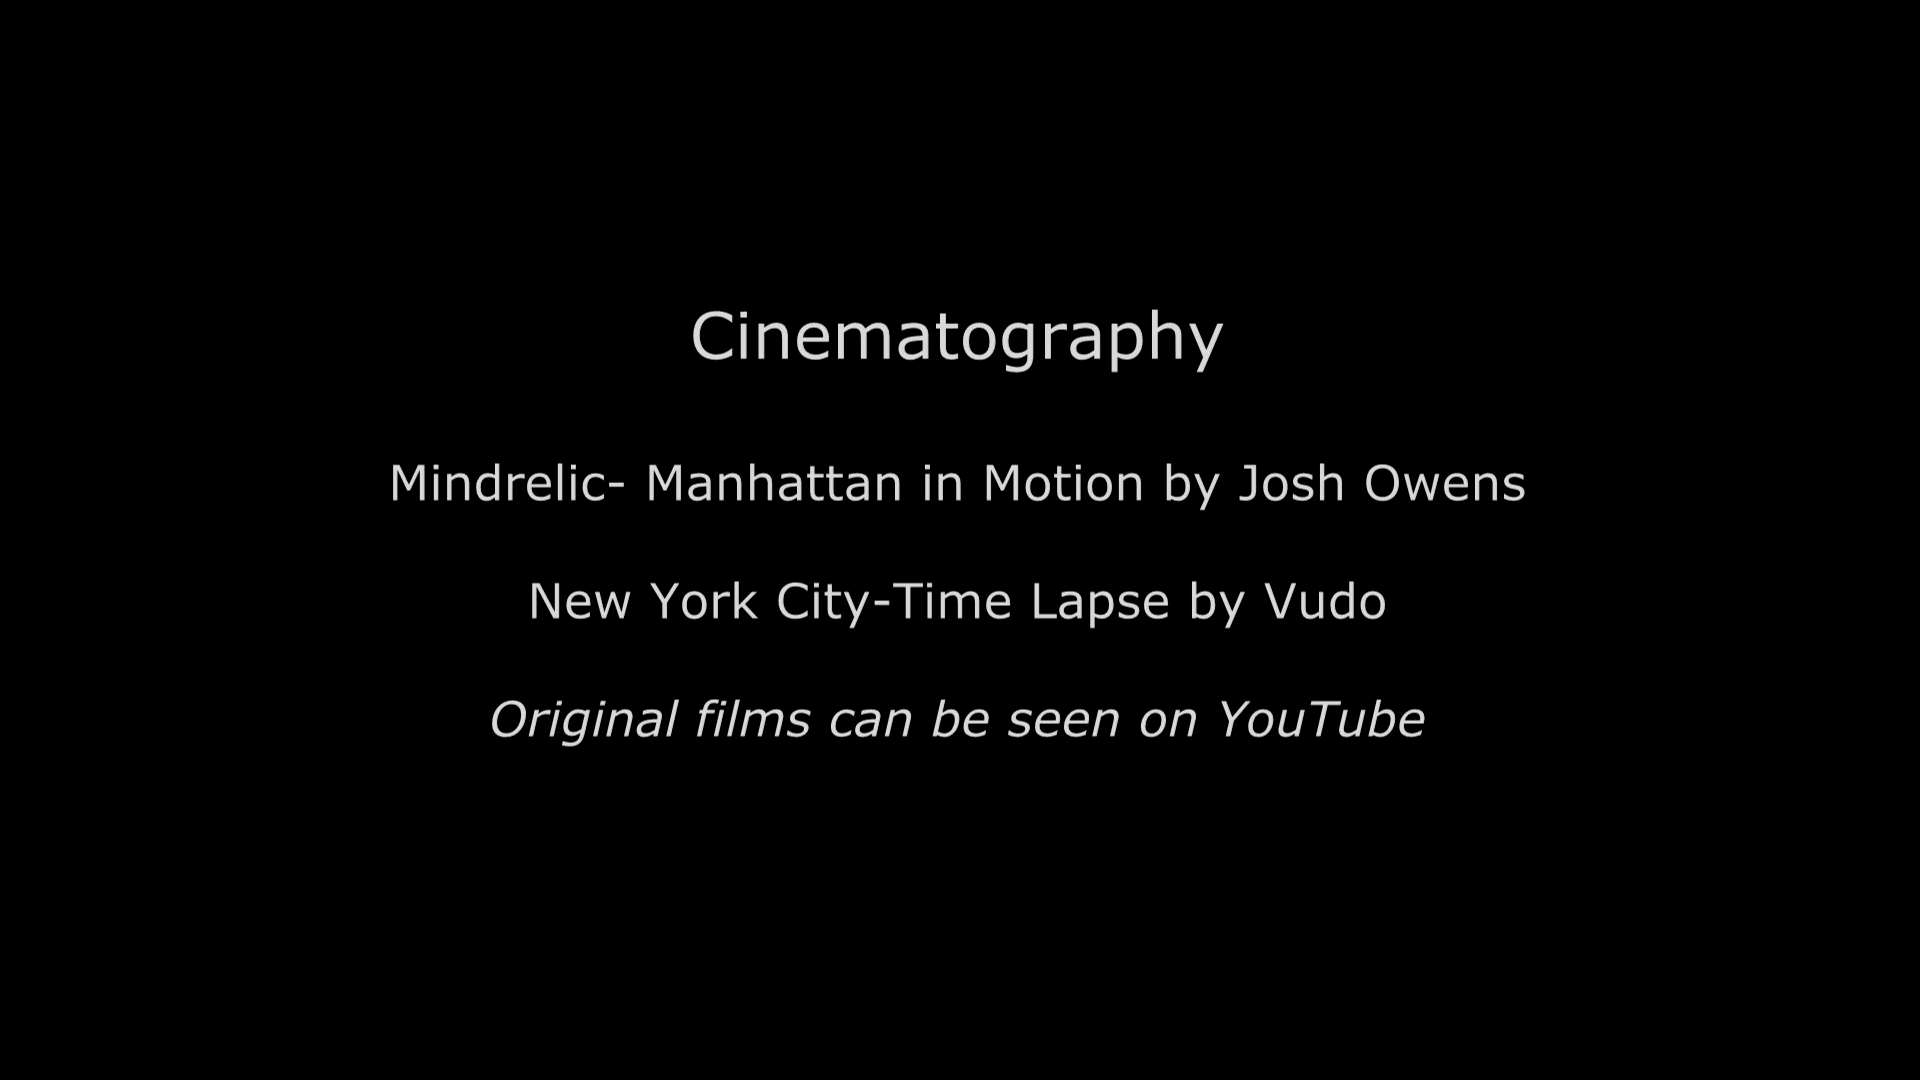 Cinematography
Mindrelic- Manhattan in Motion by Josh Owens
New York City-Time Lapse by Vudo
Original films can be seen on YouTube